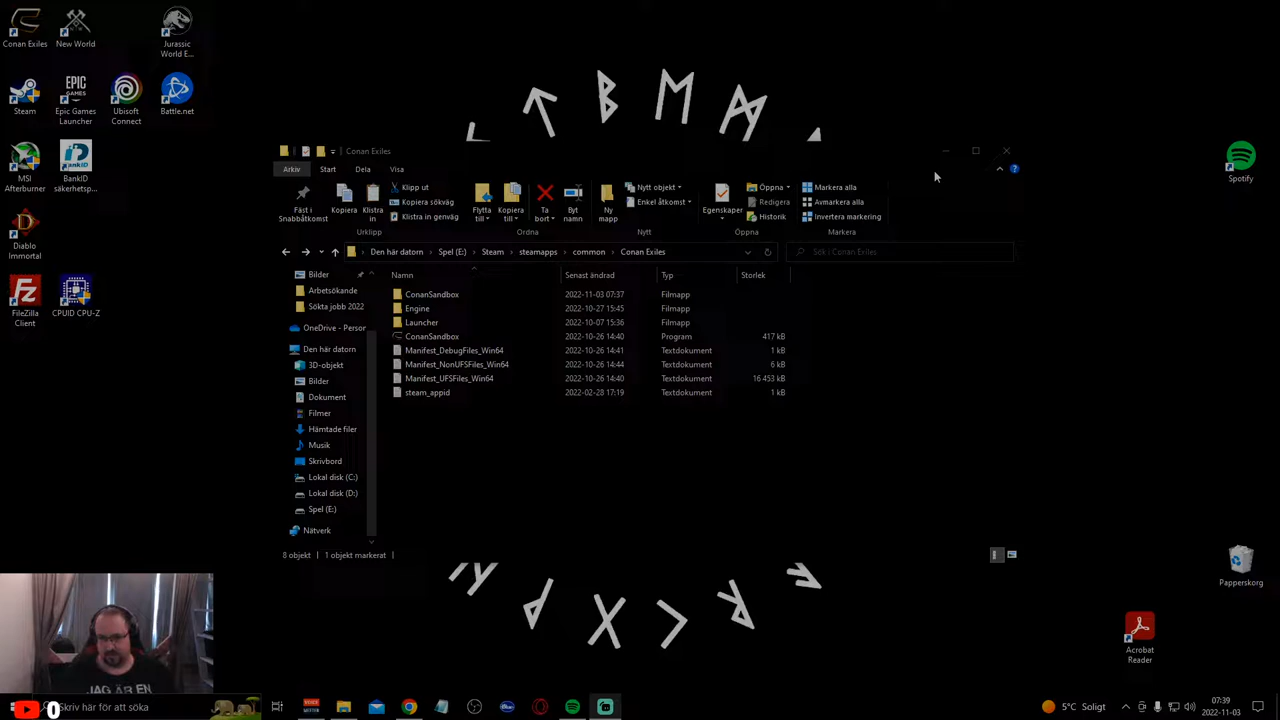 Conan Exiles
New World
Jurassic
World E...
Steam
Epic Games
Launcher
Ubisoft
Connect
Battle.net
MSI
Afterburner
BankID
säkerhetsp...
Diablo
Immortal
FileZilla
Client
CPUID CPU-Z
Spotify
Papperskorg
Acrobat
Reader
ᛏ ᛒ ᛖ ᛗ
Conan Exiles
Arkiv Start Dela Visa
Fäst i
Snabbåtkomst
Kopiera
Klistra
in
Klipp ut
Kopiera sökväg
Klistra in genväg
Urklipp
Flytta
till
Kopiera
till
Ta
bort
Byt
namn
Ordna
Ny
mapp
Nytt objekt
Enkel åtkomst
Nytt
Egenskaper
Öppna
Redigera
Historik
Öppna
Markera alla
Avmarkera alla
Invertera markering
Markera
Den här datorn > Spel (E:) > Steam > steamapps > common > Conan Exiles
Sök i Conan Exiles
Bilder
Arbetsökande
Sökta jobb 2022
OneDrive - Person
Den här datorn
3D-objekt
Bilder
Dokument
Filmer
Hämtade filer
Musik
Skrivbord
Lokal disk (C:)
Lokal disk (D:)
Spel (E:)
Nätverk
Namn Senast ändrad Typ Storlek
ConanSandbox 2022-11-03 07:37 Filmapp
Engine 2022-10-27 15:45 Filmapp
Launcher 2022-10-07 15:36 Filmapp
ConanSandbox 2022-10-26 14:40 Program 417 kB
Manifest_DebugFiles_Win64 2022-10-26 14:41 Textdokument 1 kB
Manifest_NonUFSFiles_Win64 2022-10-26 14:44 Textdokument 6 kB
Manifest_UFSFiles_Win64 2022-10-26 14:40 Textdokument 16 453 kB
steam_appid 2022-02-28 17:19 Textdokument 1 kB
8 objekt 1 objekt markerat
JAG ÄR EN
0
Skriv här för att söka
5°C Soligt
07:39
2022-11-03